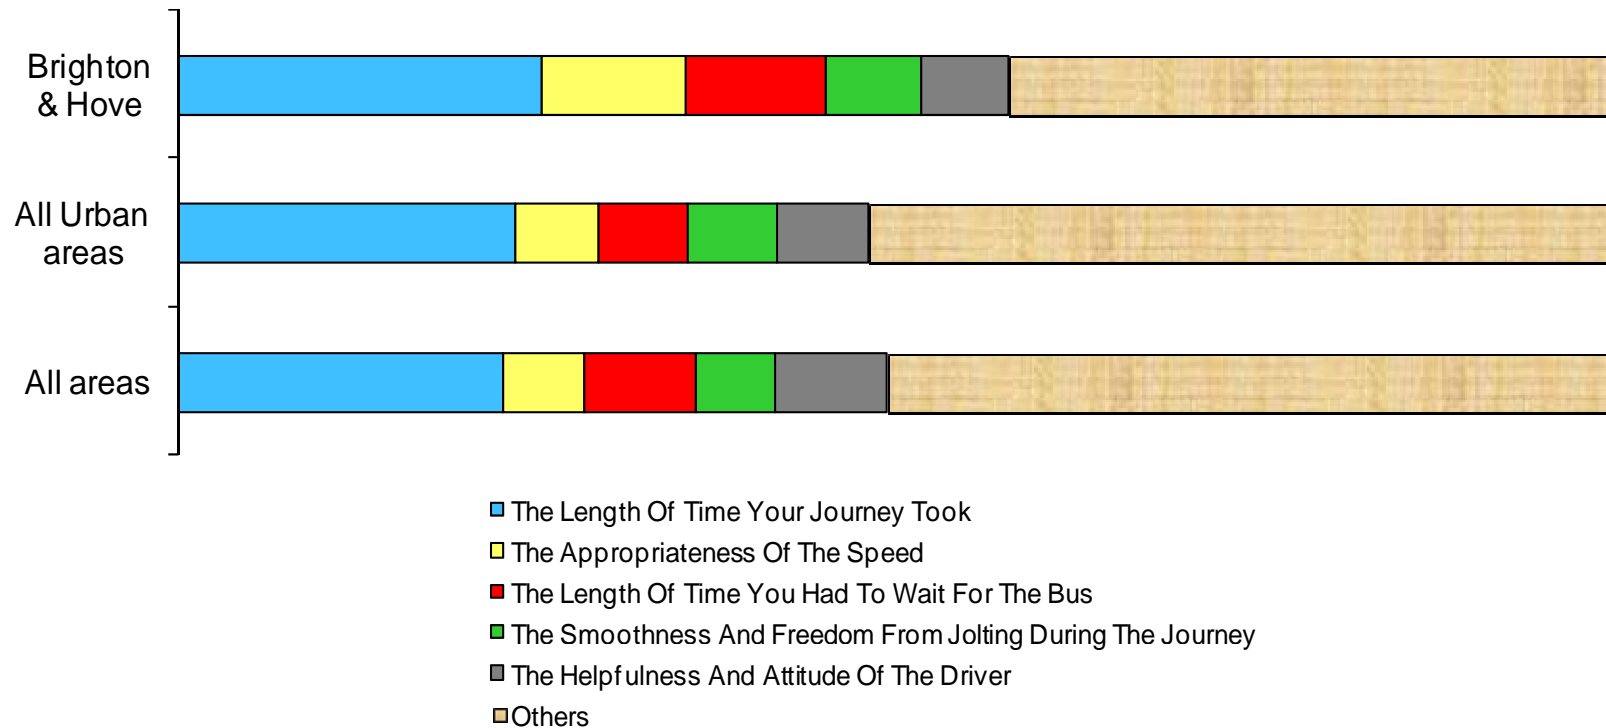 Brighton
& Hove
All Urban
areas
All areas
The Length Of Time Your Journey Took
The Appropriateness Of The Speed
The Length Of Time You Had To Wait For The Bus
The Smoothness And Freedom From Jolting During The Journey
The Helpfulness And Attitude Of The Driver
Others